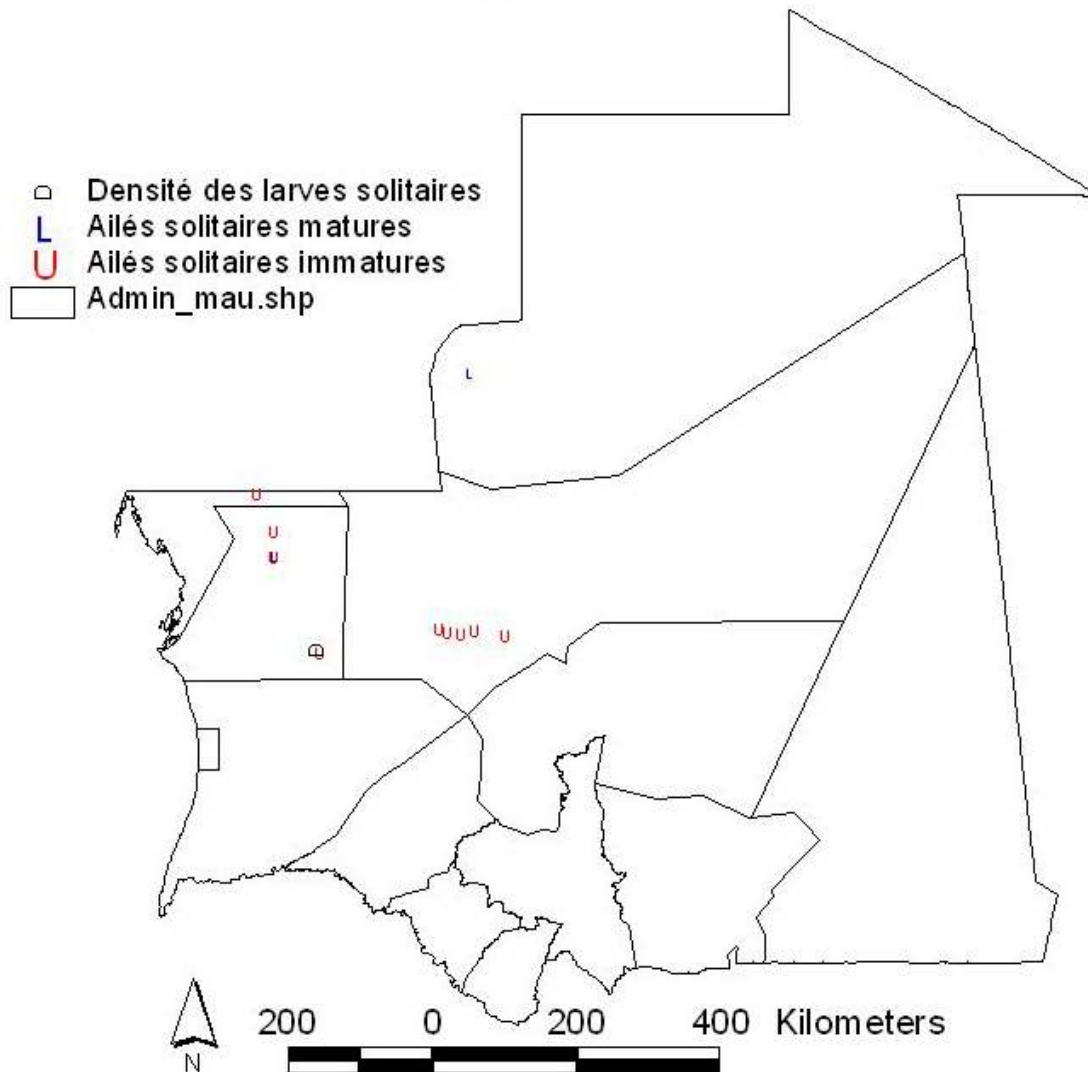 Densité des larves solitaires
L Ailés solitaires matures
U Ailés solitaires immatures
Admin_mau.shp
L
U
U
U
U U U U U
U
N
200 0 200 400 Kilometers